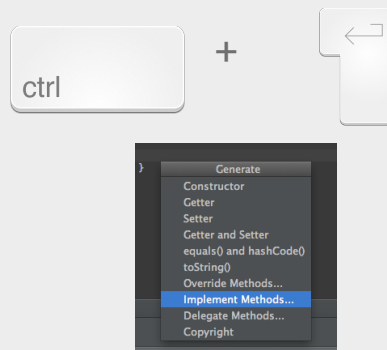 ctrl
+
}
Generate
Constructor
Getter
Setter
Getter and Setter
equals() and hashCode()
toString()
Override Methods...
Implement Methods...
Delegate Methods...
Copyright